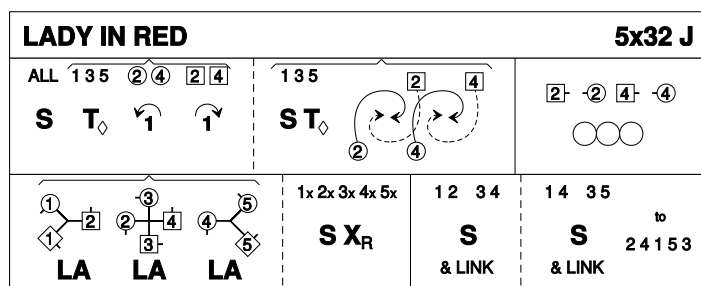 LADY IN RED 5x32 J
ALL 1 3 5 2 4 2 4
S T 1 1
1 3 5 2 4
S T
2 4
2 2 4 4
1 2 1
3 2 4 3
5 4 5
LA LA LA
1x 2x 3x 4x 5x
S XR
1 2 3 4
S
& LINK
1 4 3 5
S
& LINK
to
2 4 1 5 3